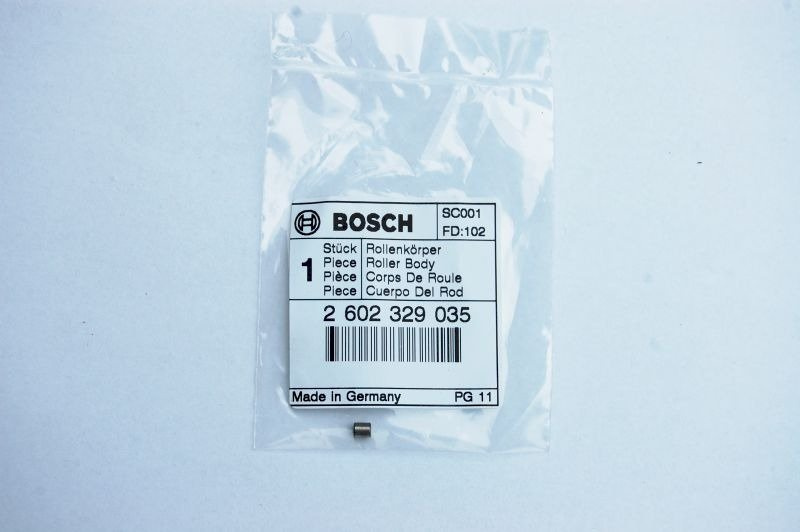 BOSCH
SC001
FD:102
1
Stück Rollenkörper
Piece Roller Body
Pièce Corps De Roule
Piece Cuerpo Del Rod
2 602 329 035
Made in Germany PG 11